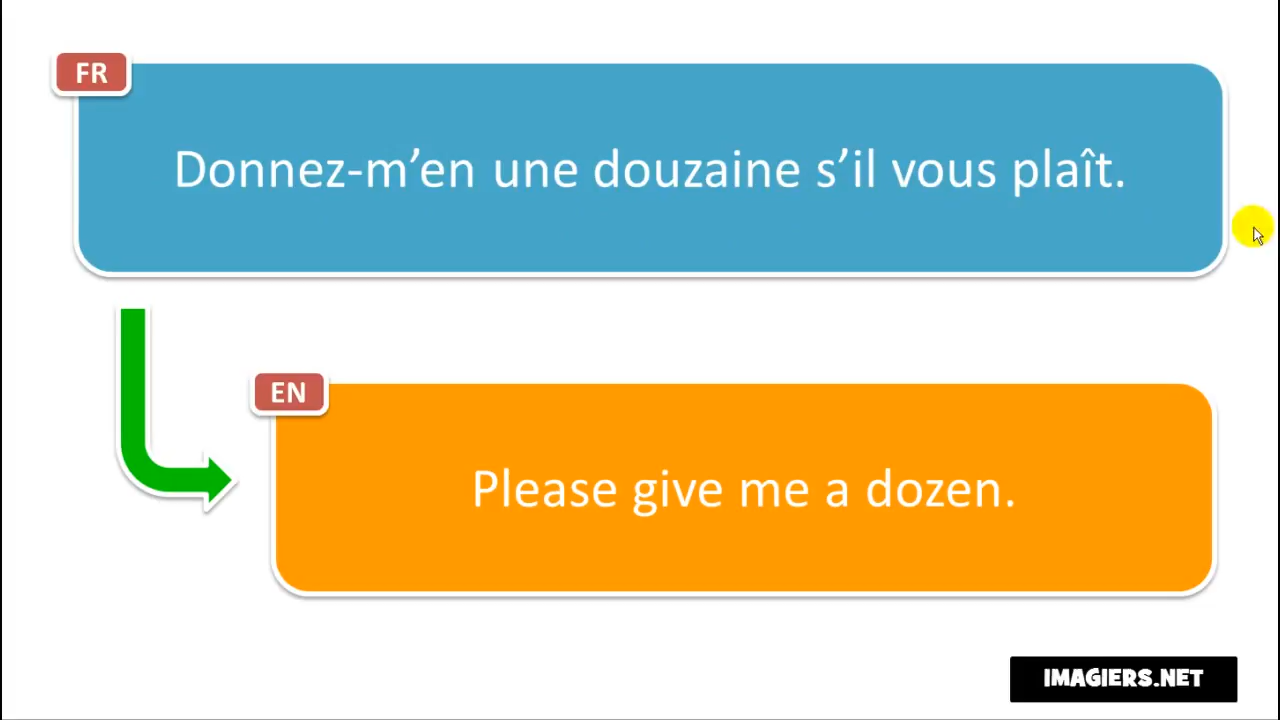 FR
Donnez-m’en une douzaine s’il vous plaît.
EN
Please give me a dozen.
IMAGIERS.NET